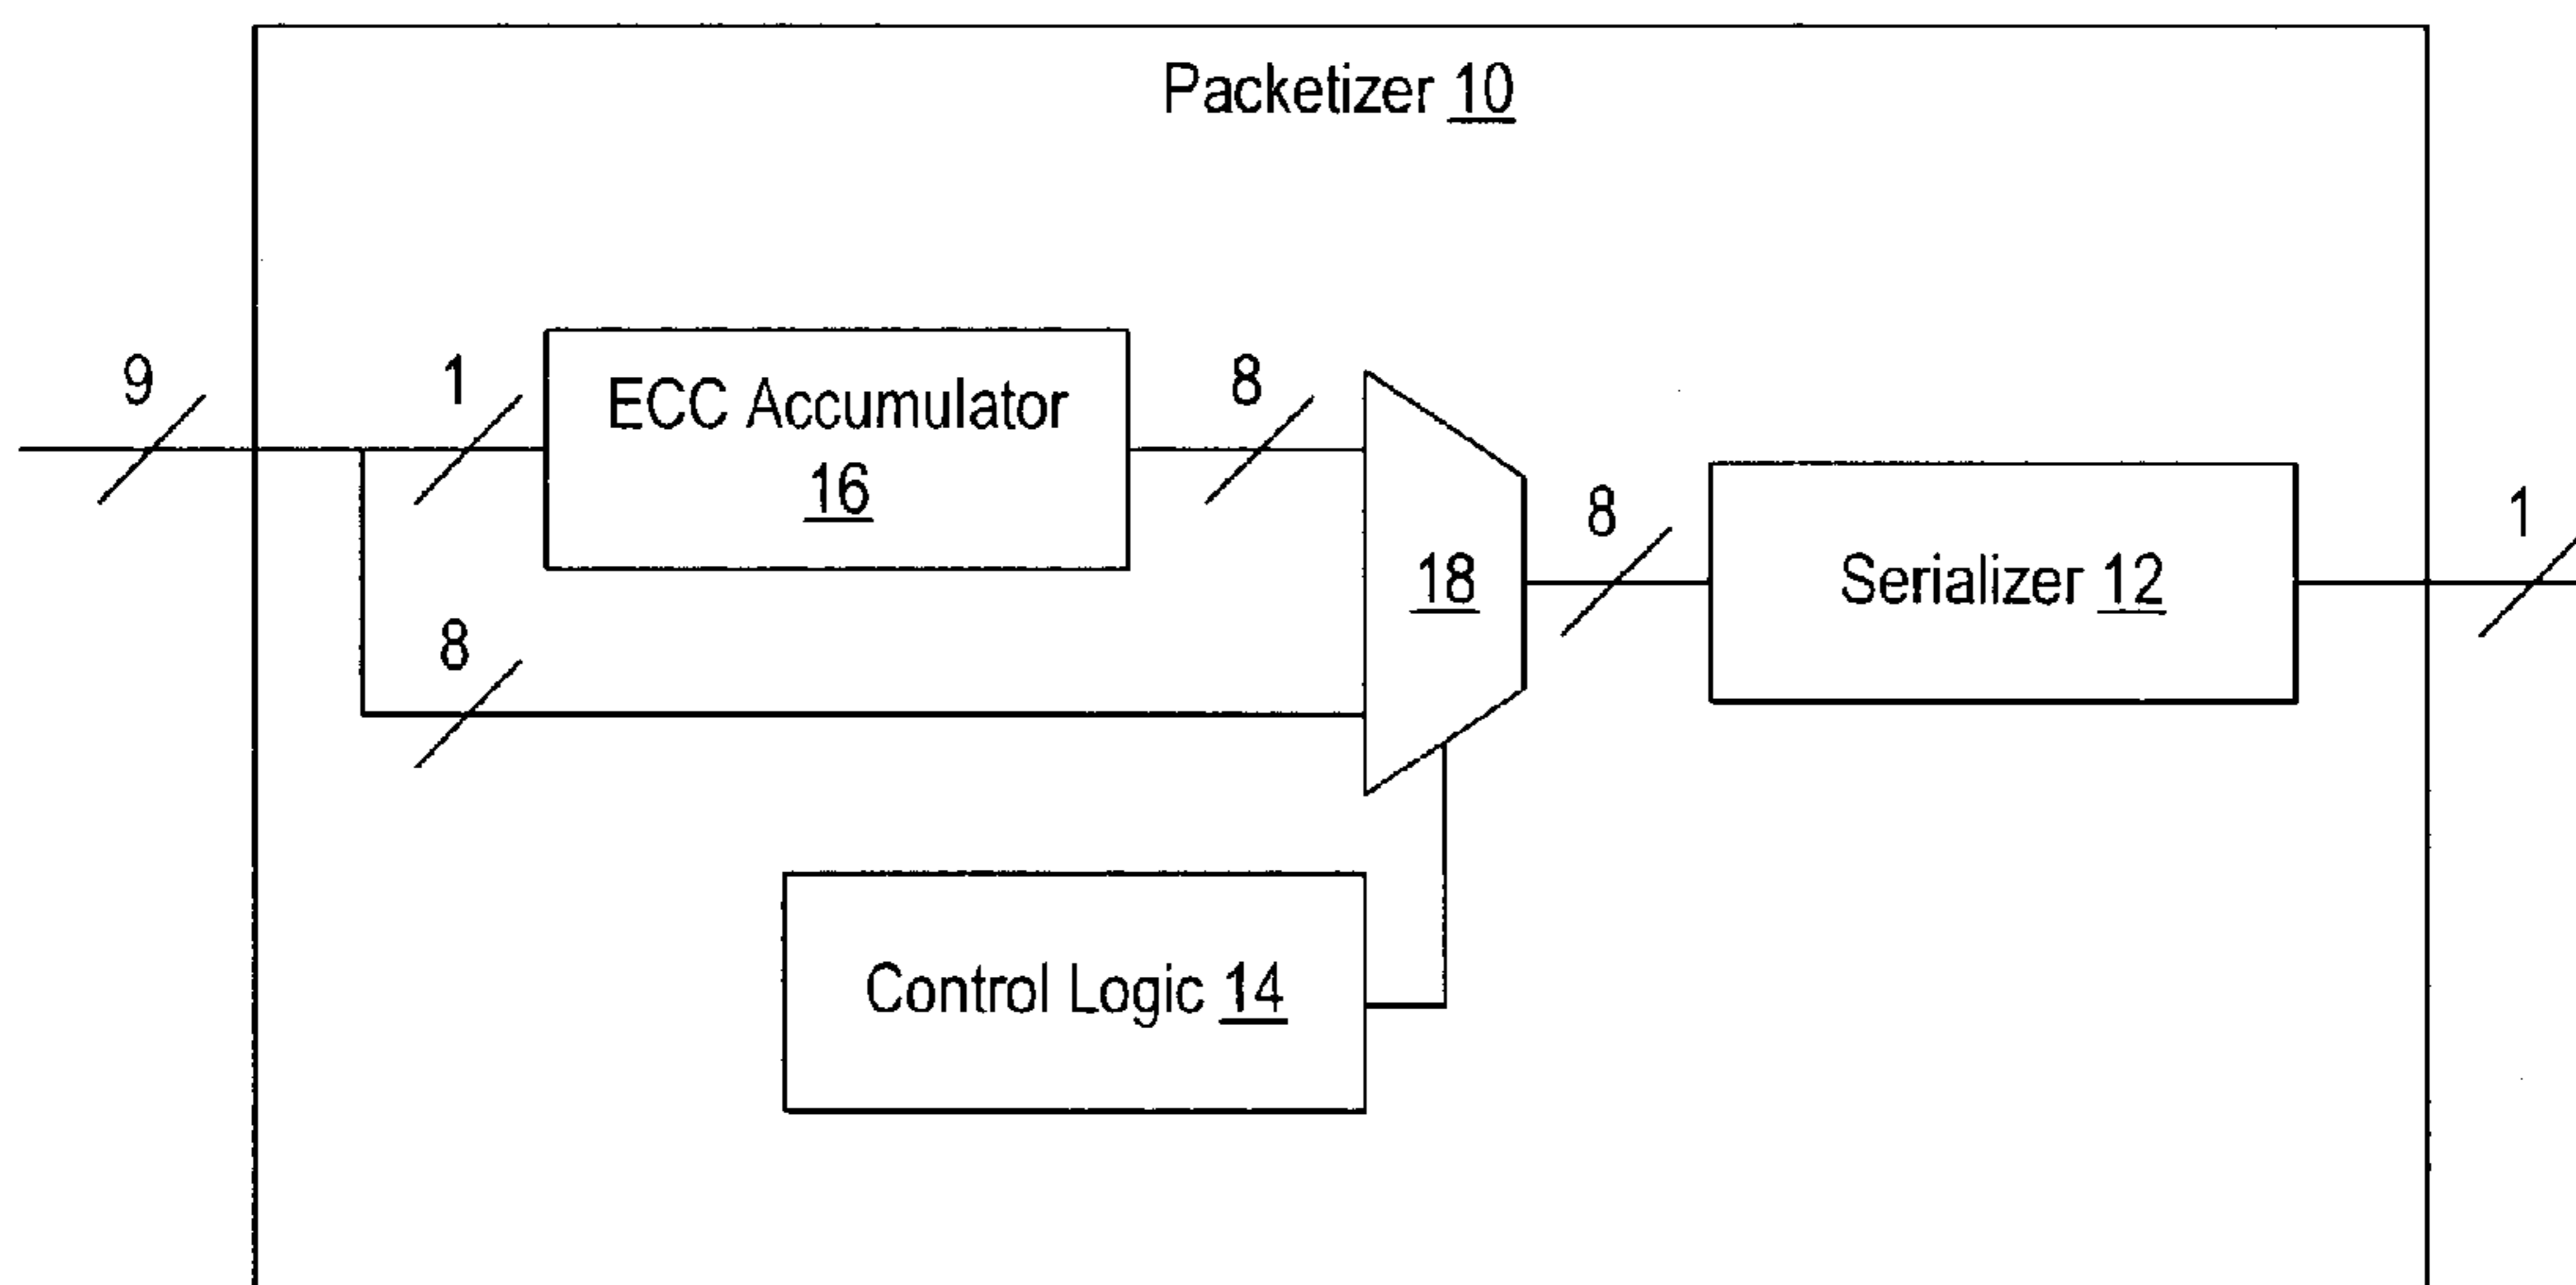 Packetizer 10
9
1
ECC Accumulator
16
8
8
18
8
Serializer 12
1
Control Logic 14